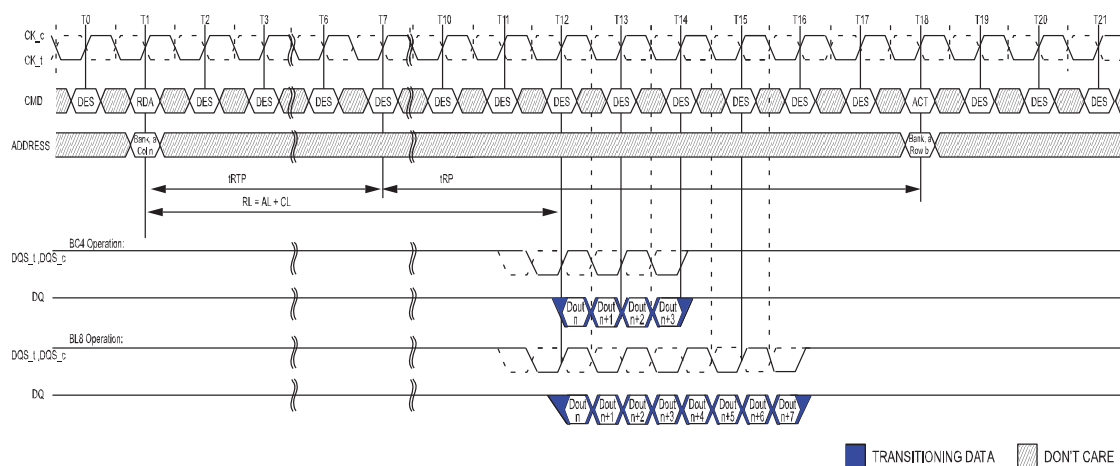 T0 T1 T2 T3 T6 T7 T10 T11 T12 T13 T14 T15 T16 T17 T18 T19 T20 T21
CK_c
CK_t
CMD DES RDA DES DES DES DES DES DES DES DES DES DES DES DES ACT DES DES DES
ADDRESS
Bank, a
Col n
Bank, a
Row b
tRTP tRP
RL = AL + CL
BC4 Operation:
DQS_t ,DQS_c
DQ
Dout
n
Dout
n+1
Dout
n+2
Dout
n+3
BL8 Operation:
DQS_t ,DQS_c
DQ
Dout
n
Dout
n+1
Dout
n+2
Dout
n+3
Dout
n+4
Dout
n+5
Dout
n+6
Dout
n+7
TRANSITIONING DATA DON'T CARE